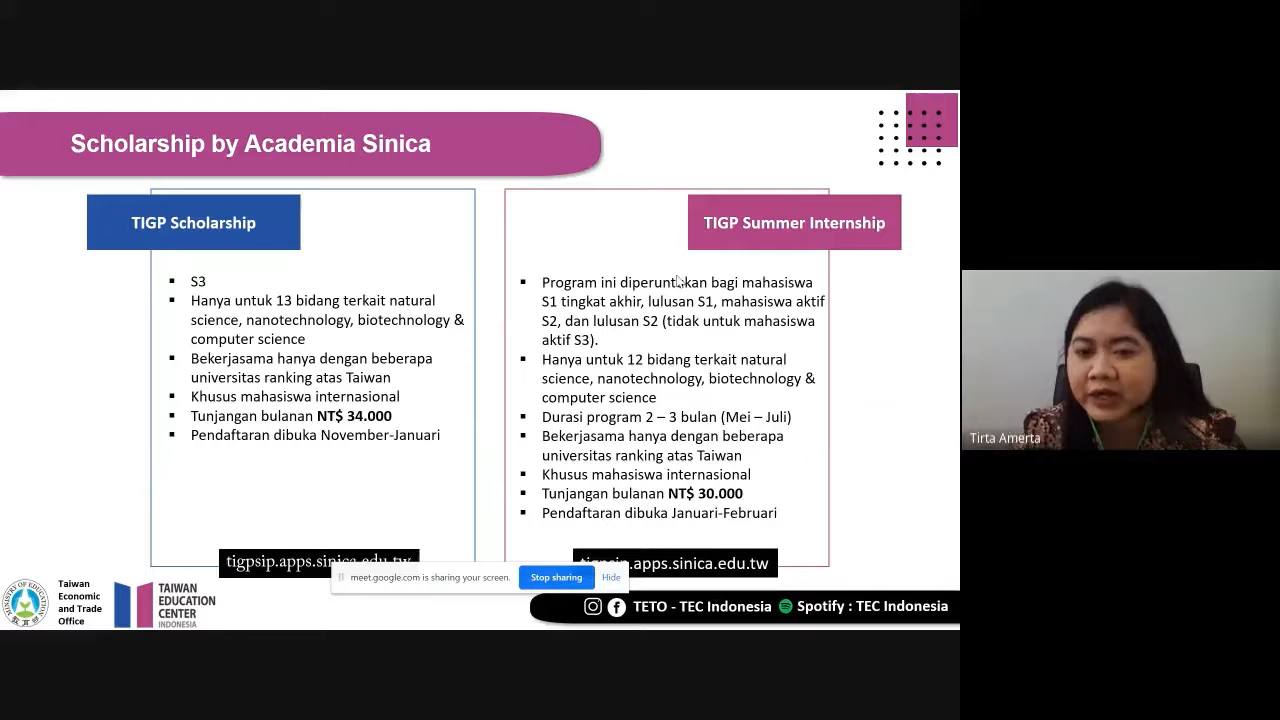 Scholarship by Academia Sinica
TIGP Scholarship
S3
Hanya untuk 13 bidang terkait natural
science, nanotechnology, biotechnology &
computer science
Bekerjasama hanya dengan beberapa
universitas ranking atas Taiwan
Khusus mahasiswa internasional
Tunjangan bulanan NT$ 34.000
Pendaftaran dibuka November-Januari
tigpsip.apps.sinica.edu.tw
TIGP Summer Internship
Program ini diperuntukan bagi mahasiswa
S1 tingkat akhir, lulusan S1, mahasiswa aktif
S2, dan lulusan S2 (tidak untuk mahasiswa
aktif S3).
Hanya untuk 12 bidang terkait natural
science, nanotechnology, biotechnology &
computer science
Durasi program 2 – 3 bulan (Mei – Juli)
Bekerjasama hanya dengan beberapa
universitas ranking atas Taiwan
Khusus mahasiswa internasional
Tunjangan bulanan NT$ 30.000
Pendaftaran dibuka Januari-Februari
tigpsip.apps.sinica.edu.tw
meet.google.com is sharing your screen.
Stop sharing
Hide
Taiwan
Economic
and Trade
Office
TAIWAN
EDUCATION
CENTER
INDONESIA
TETO - TEC Indonesia
Spotify : TEC Indonesia
Tirta Amerta